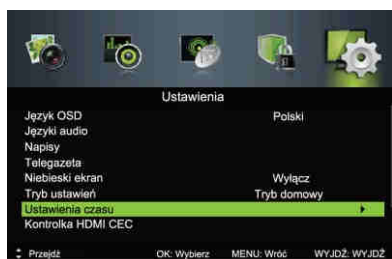 Ustawienia
Język OSD Polski
Języki audio
Napisy
Telegazeta
Niebieski ekran Wyłącz
Tryb ustawień Tryb domowy
Ustawienia czasu
Kontrolka HDMI CEC
Przejdź OK: Wybierz MENU: Wróć WYJDŹ: WYJDŹ